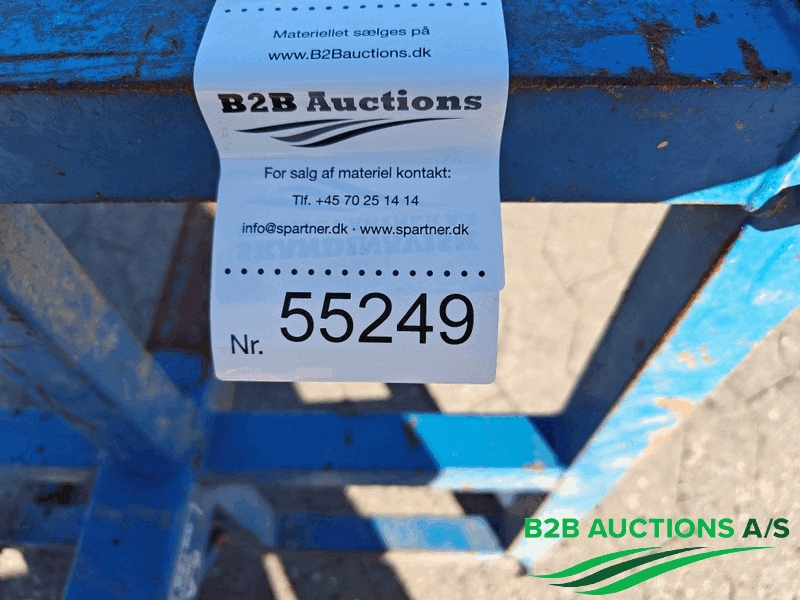 Materiellet sælges på
www.B2Bauctions.dk
B2B Auctions
For salg af materiel kontakt:
Tlf. +45 70 25 14 14
info@spartner.dk · www.spartner.dk
Nr. 55249
B2B AUCTIONS A/S